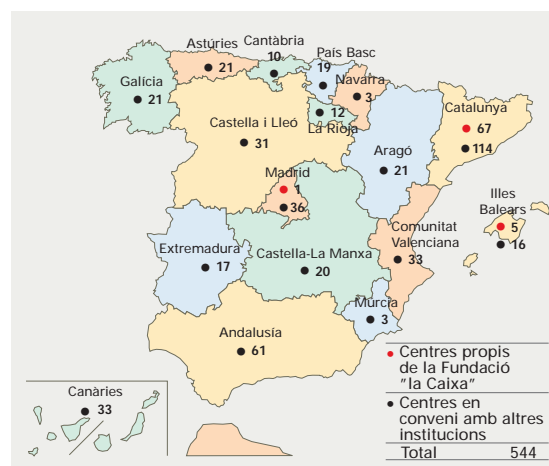 Astúries
21
Cantàbria
10
País Basc
19
Navarra
3
Galícia
21
Catalunya
67
114
Castella i Lleó
31
12
La Rioja
Aragó
21
Madrid
1
36
Illes
Balears
5
16
Comunitat
Valenciana
33
Extremadura
17
Castella-La Manxa
20
Múrcia
3
Andalusía
61
Canàries
33
Centres propis
de la Fundació
"la Caixa"
Centres en
conveni amb altres
institucions
Total 544